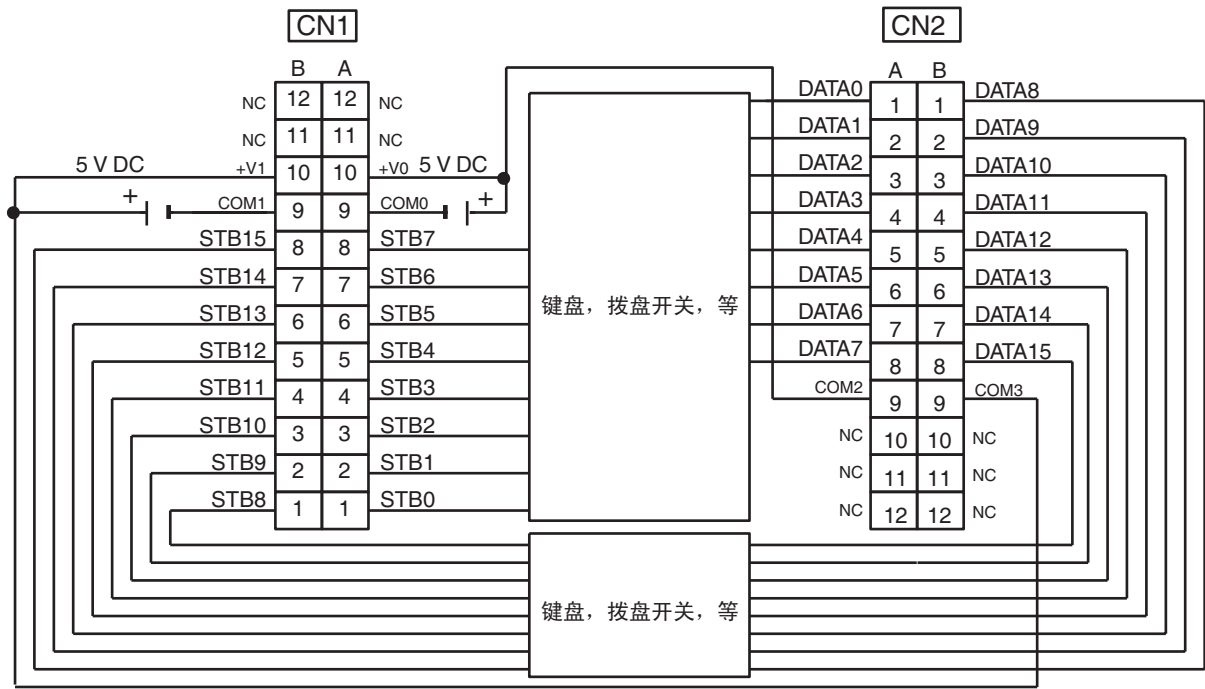 CN1 CN2
B A A B
NC 12 12 NC DATA0 1 1 DATA8
NC 11 11 NC DATA1 2 2 DATA9
5 V DC +V1 10 10 +V0 5 V DC DATA2 3 3 DATA10
+ COM1 9 9 COM0 + DATA3 4 4 DATA11
STB15 8 8 STB7 DATA4 5 5 DATA12
STB14 7 7 STB6 DATA5 6 6 DATA13
STB13 6 6 STB5 键盘，拨盘开关，等 DATA6 7 7 DATA14
STB12 5 5 STB4 DATA7 8 8 DATA15
STB11 4 4 STB3 COM2 9 9 COM3
STB10 3 3 STB2 NC 10 10 NC
STB9 2 2 STB1 NC 11 11 NC
STB8 1 1 STB0 NC 12 12 NC
键盘，拨盘开关，等